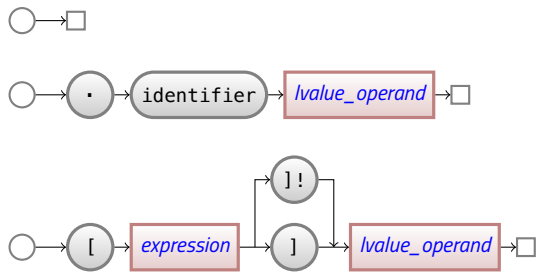 . identifier lvalue_operand
]!
[ expression ] lvalue_operand